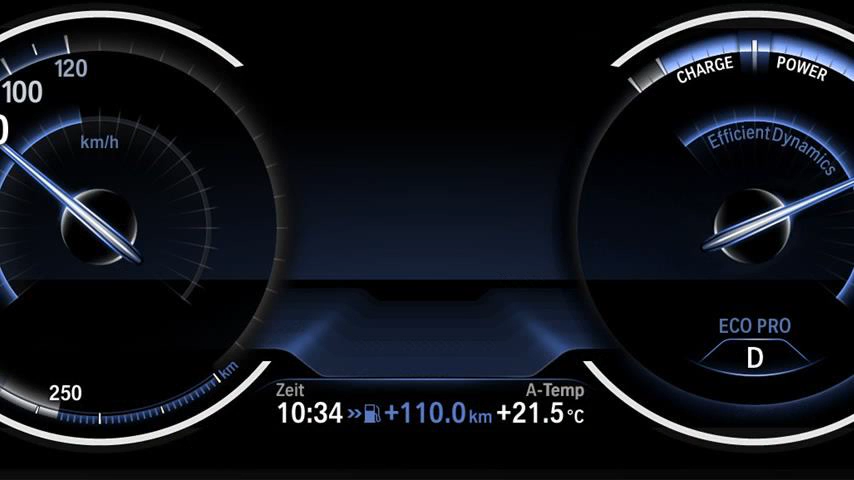 120
100
km/h
250
km
CHARGE POWER
EfficientDynamics
ECO PRO
D
Zeit A-Temp
10:34 » +110.0 km +21.5 °C